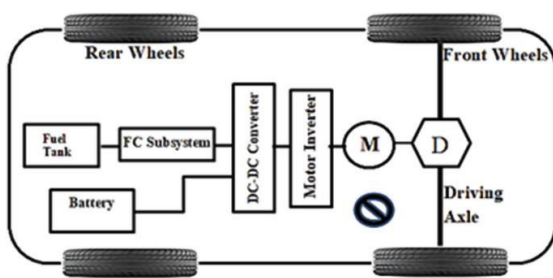 Rear Wheels
Front Wheels
Fuel
Tank
FC Subsystem
DC-DC Converter
Motor Inverter
M
D
Battery
Driving
Axle